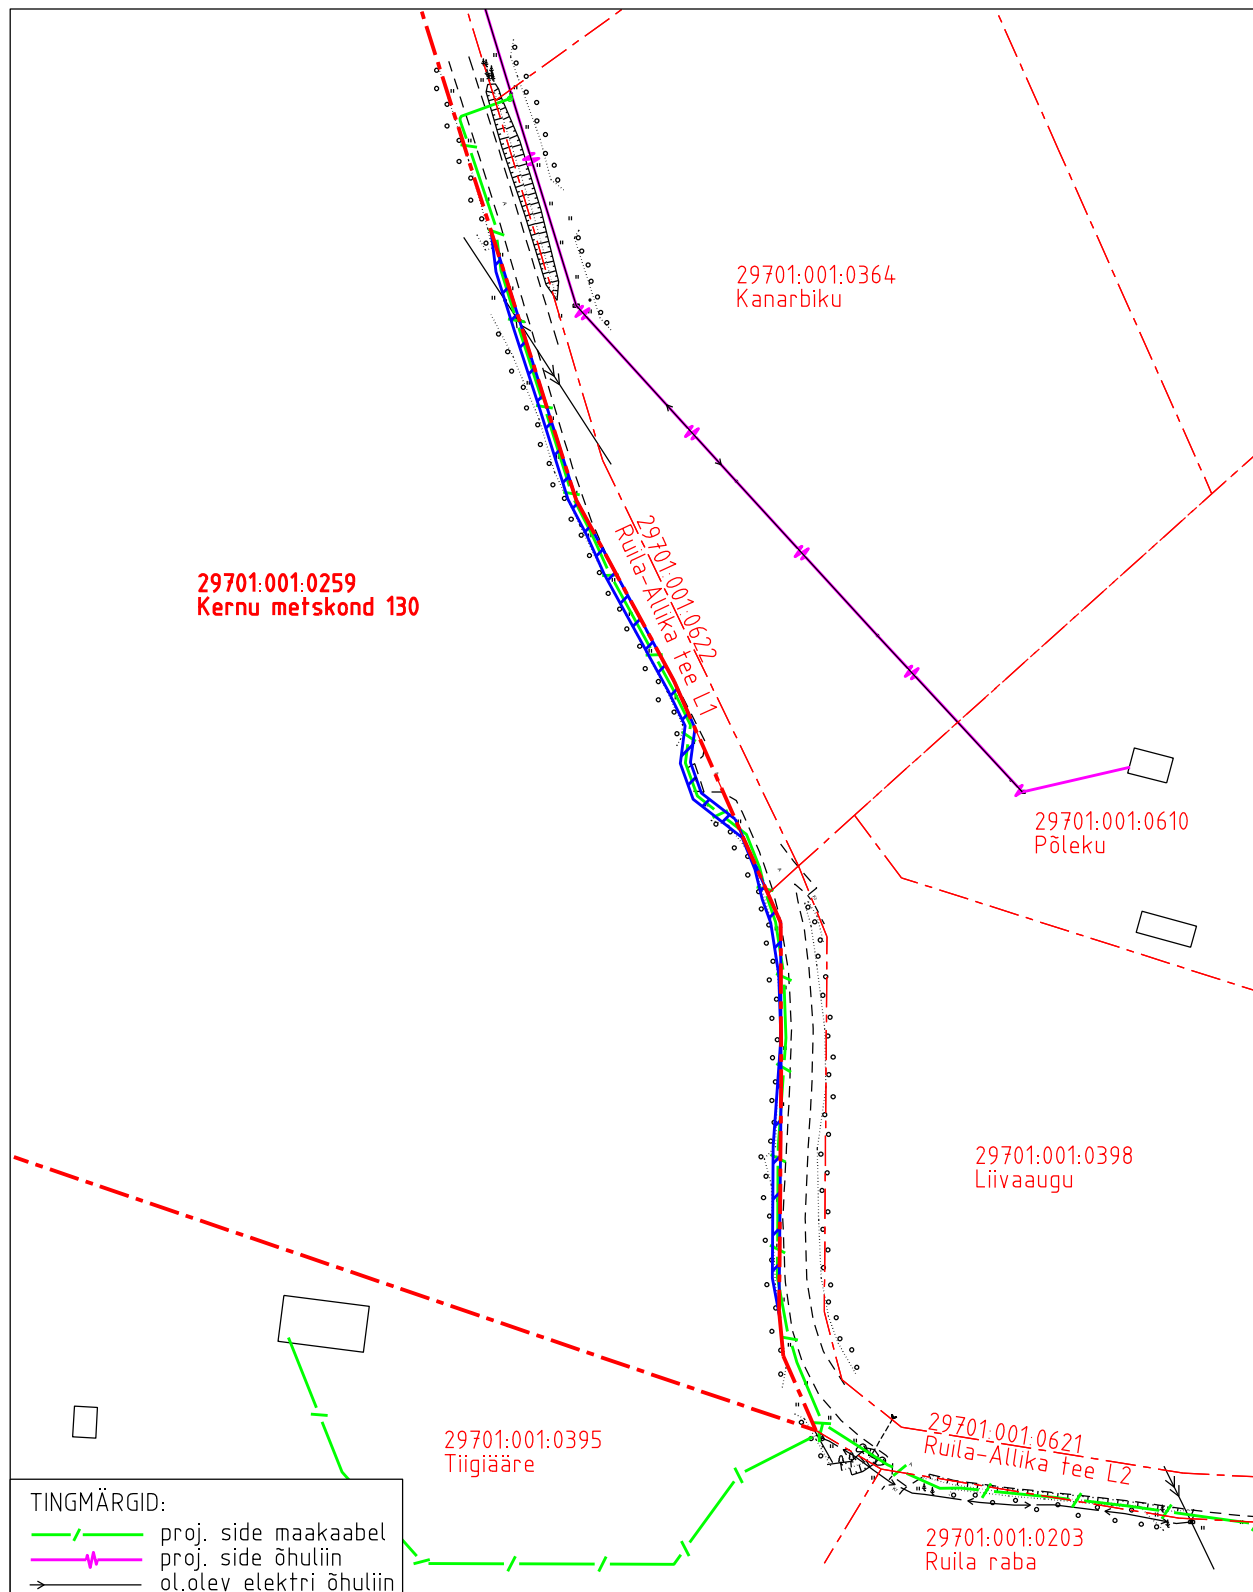 29701:001:0364
Kanarbiku
29701:001:0622
Ruila-Allika tee L1
29701:001:0259
Kernu metskond 130
29701:001:0610
Põleku
29701:001:0398
Liivaaugu
29701:001:0621
Ruila-Allika tee L2
29701:001:0395
Tiigiääre
29701:001:0203
Ruila raba
TINGMÄRGID:
proj. side maakaabel
proj. side õhuliin
ol.olev elektri õhuliin